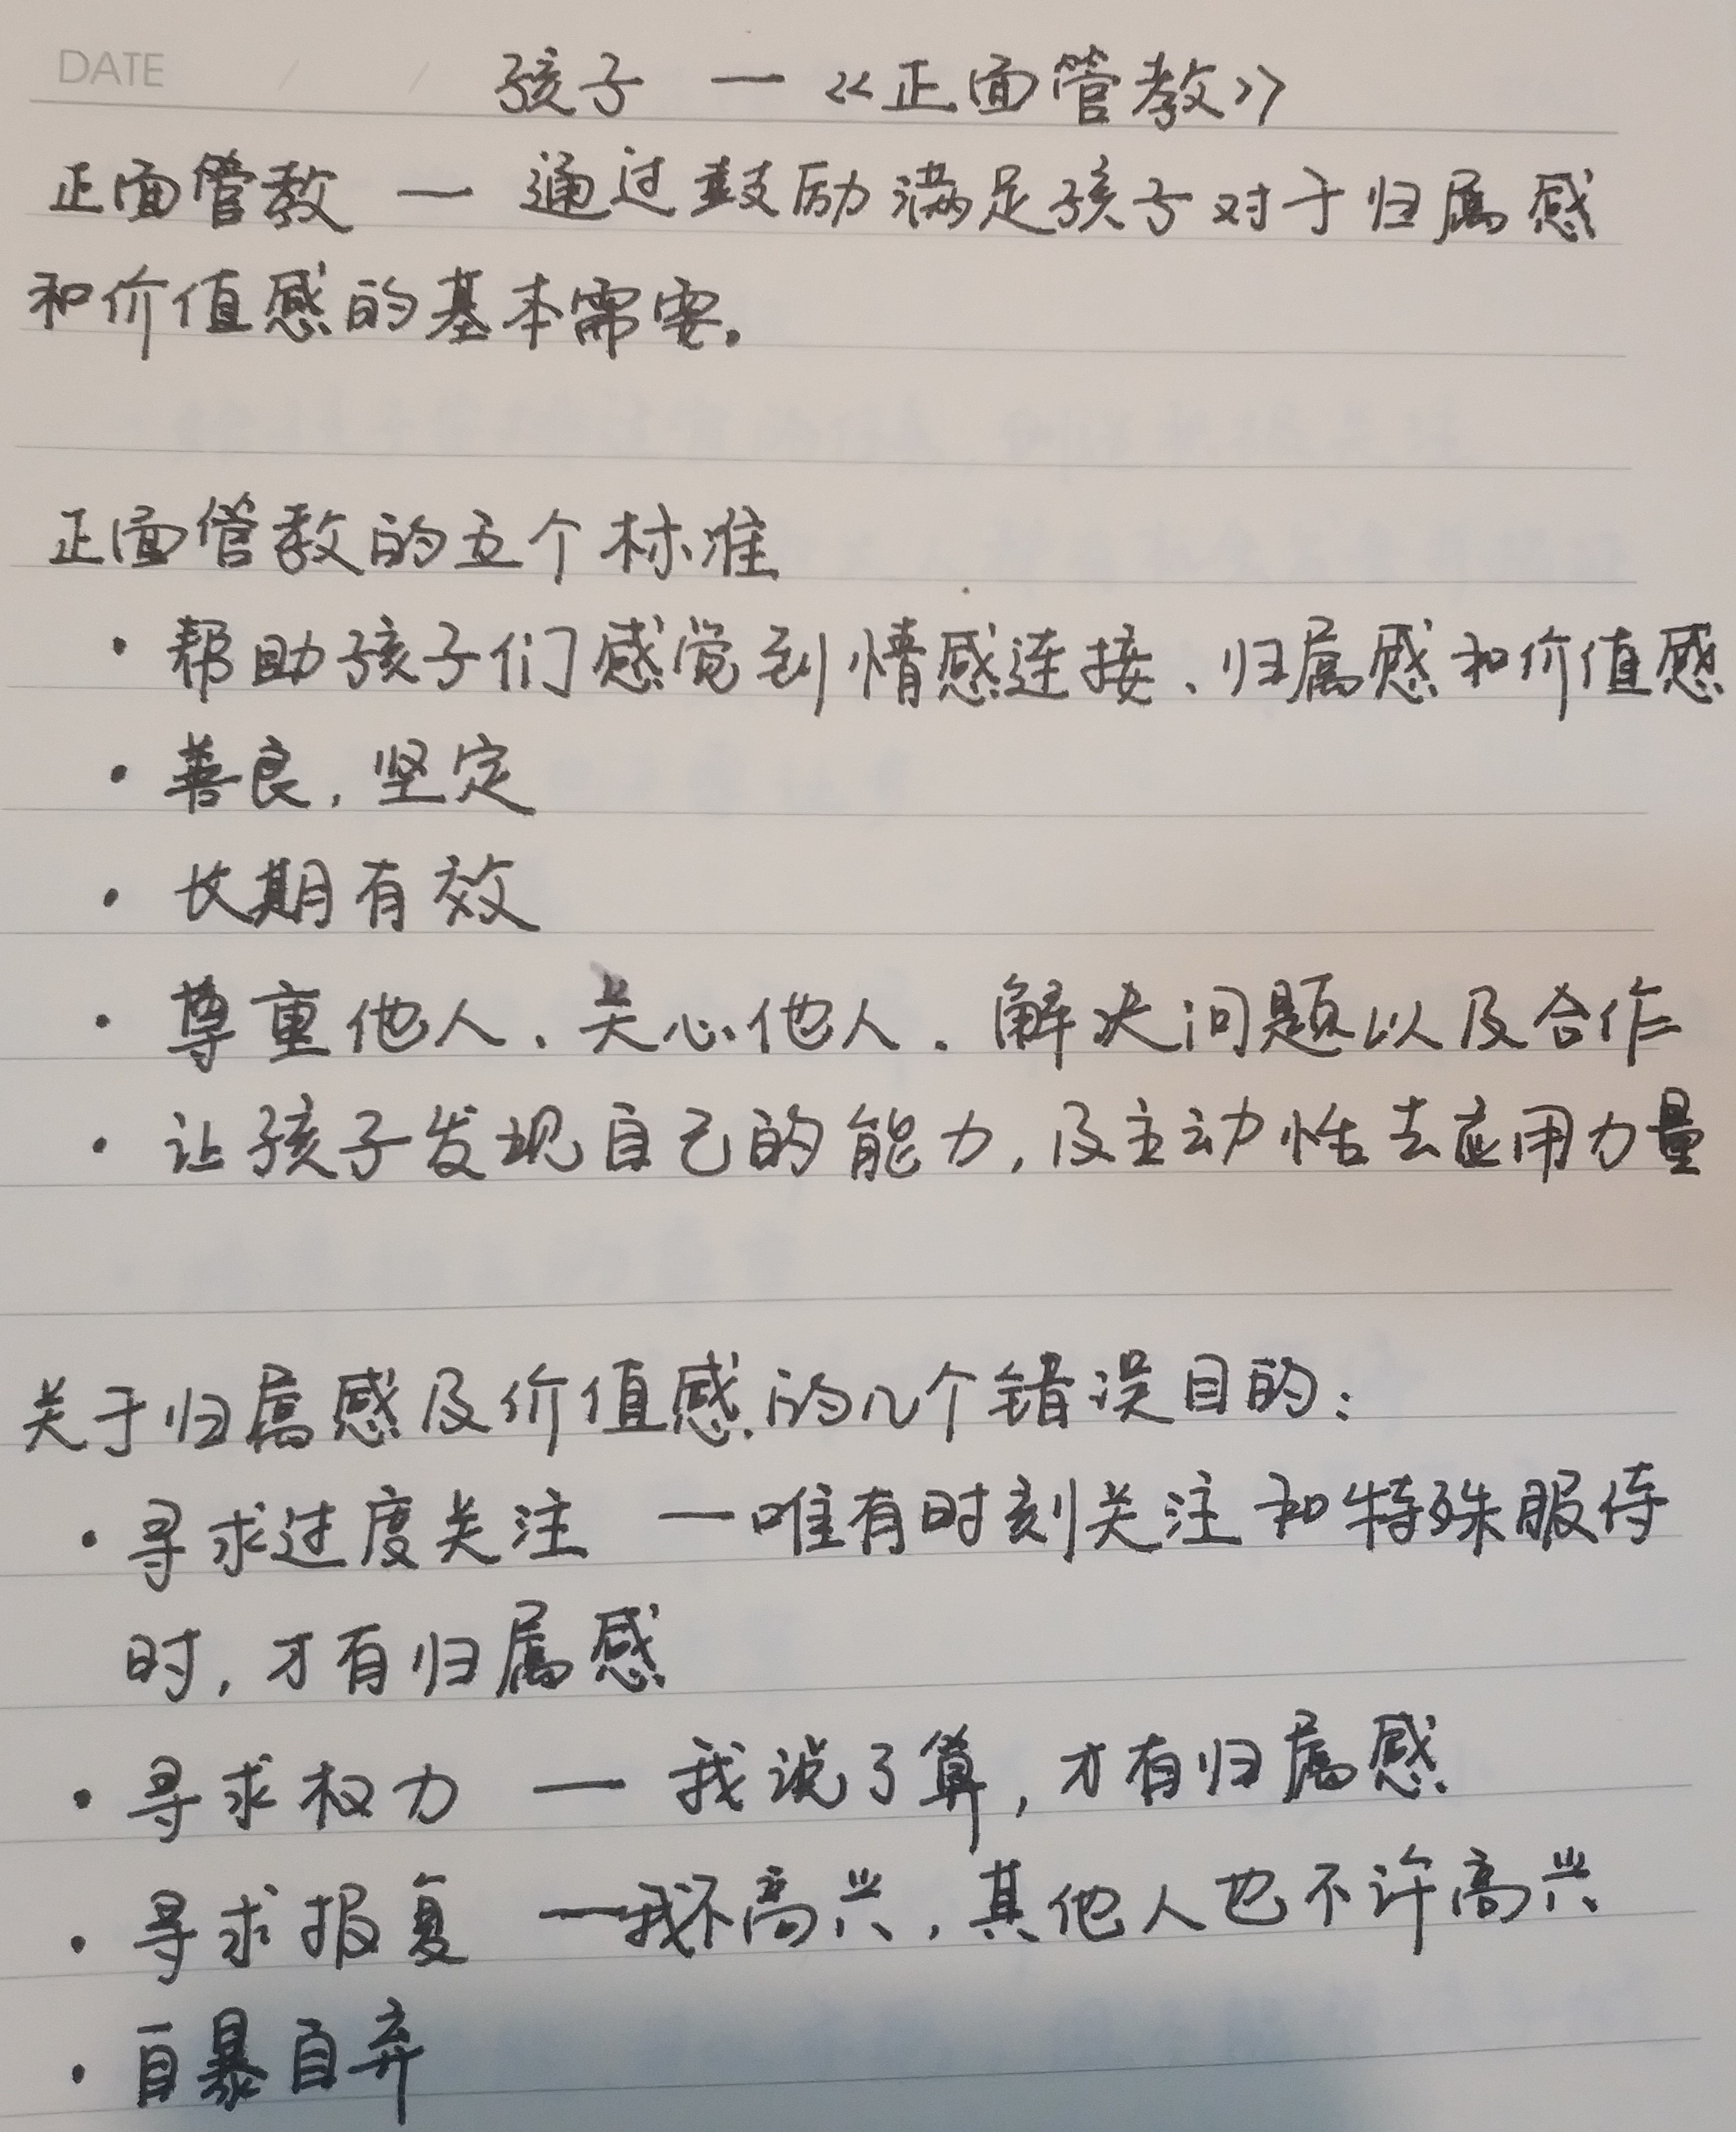 DATE / /
孩子 — 《正面管教》
正面管教 — 通过鼓励满足孩子对于归属感
和价值感的基本需要。
正面管教的五个标准
· 帮助孩子们感觉到情感连接、归属感和价值感
· 善良, 坚定
· 长期有效
· 尊重他人、关心他人. 解决问题以及合作
· 让孩子发现自己的能力, 及主动性去应用力量
关于归属感及价值感的几个错误目的:
· 寻求过度关注 —唯有时刻关注和特殊服侍
时, 才有归属感
· 寻求权力 — 我说了算, 才有归属感
· 寻求报复 —我不高兴, 其他人也不许高兴
· 自暴自弃